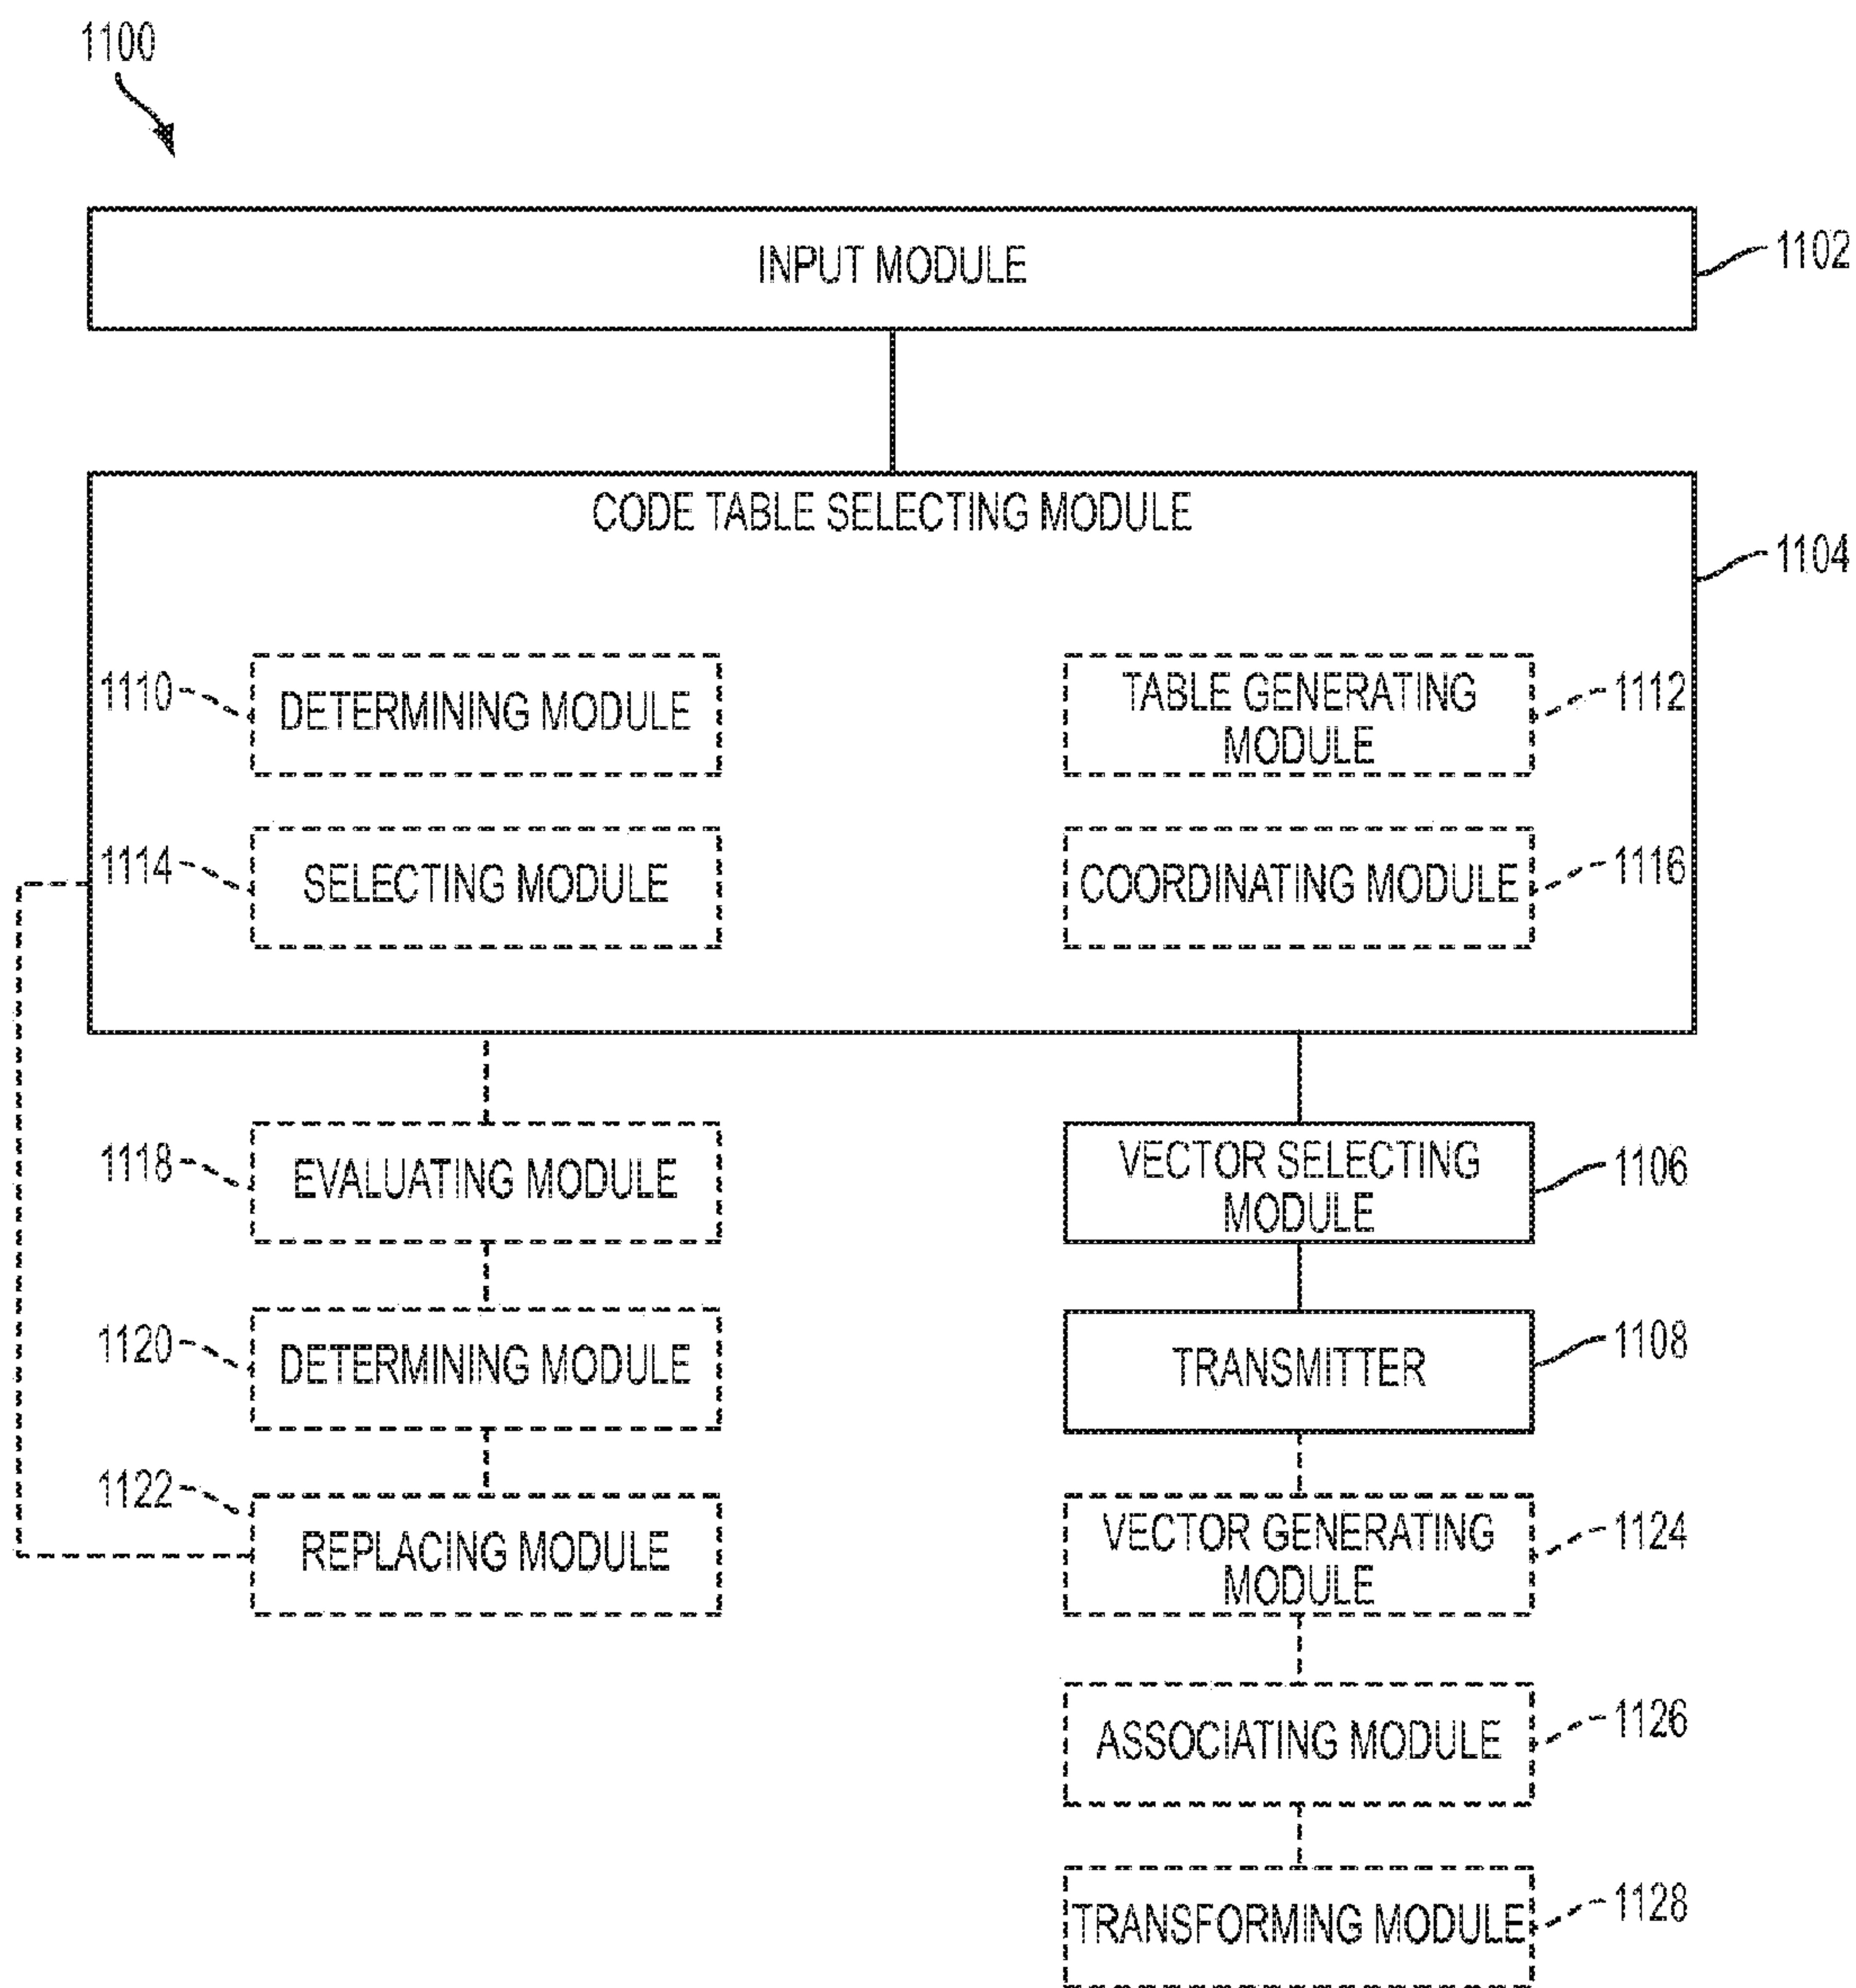 1100
INPUT MODULE
1102
CODE TABLE SELECTING MODULE
1104
1110
DETERMINING MODULE
TABLE GENERATING
MODULE
1112
1114
SELECTING MODULE
COORDINATING MODULE
1116
1118
EVALUATING MODULE
VECTOR SELECTING
MODULE
1106
1120
DETERMINING MODULE
TRANSMITTER
1108
1122
REPLACING MODULE
VECTOR GENERATING
MODULE
1124
ASSOCIATING MODULE
1126
TRANSFORMING MODULE
1128